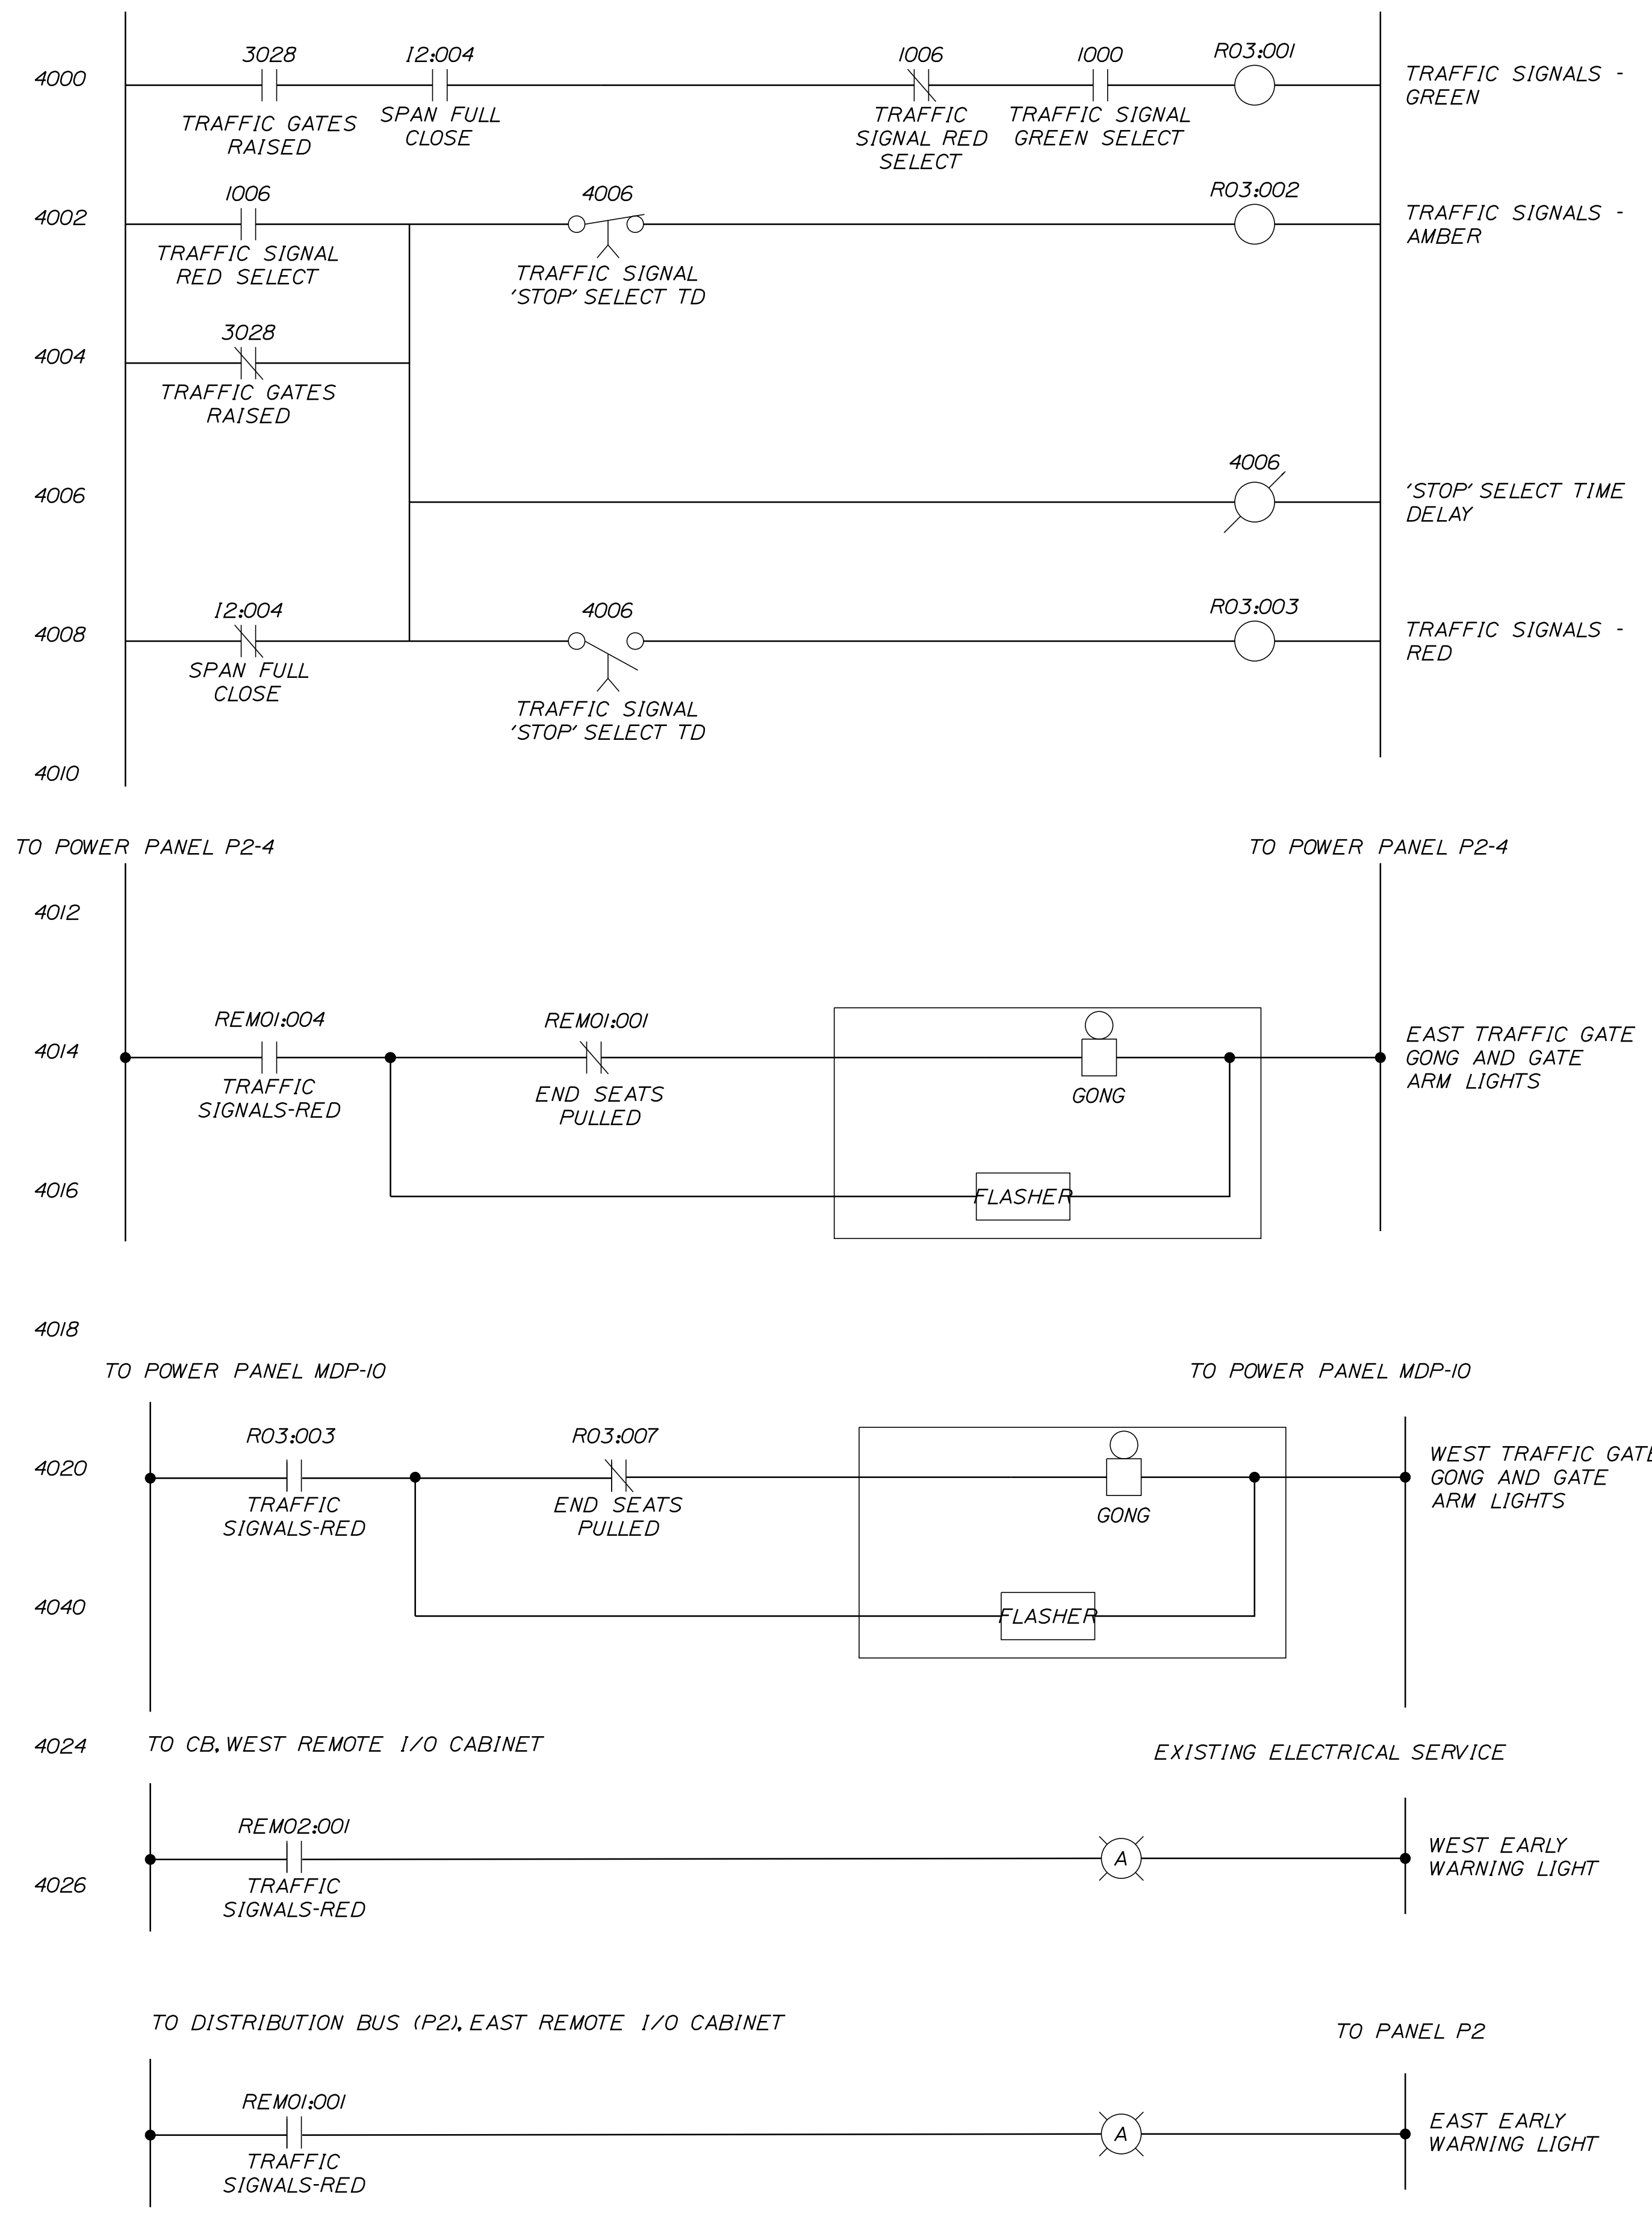 3028
I2:004
1006
1000
R03:001
4000
TRAFFIC SIGNALS -
GREEN
TRAFFIC GATES
RAISED
SPAN FULL
CLOSE
TRAFFIC
SIGNAL RED
SELECT
TRAFFIC SIGNAL
GREEN SELECT
1006
4006
R03:002
4002
TRAFFIC SIGNALS -
AMBER
TRAFFIC SIGNAL
RED SELECT
TRAFFIC SIGNAL
'STOP' SELECT TD
3028
4004
TRAFFIC GATES
RAISED
4006
4006
'STOP' SELECT TIME
DELAY
I2:004
4006
R03:003
4008
TRAFFIC SIGNALS -
RED
SPAN FULL
CLOSE
TRAFFIC SIGNAL
'STOP' SELECT TD
4010
TO POWER PANEL P2-4
TO POWER PANEL P2-4
4012
REM01:004
REM01:001
4014
EAST TRAFFIC GATE
GONG AND GATE
ARM LIGHTS
TRAFFIC
SIGNALS-RED
END SEATS
PULLED
GONG
4016
FLASHER
4018
TO POWER PANEL MDP-10
TO POWER PANEL MDP-10
R03:003
R03:007
4020
WEST TRAFFIC GATE
GONG AND GATE
ARM LIGHTS
TRAFFIC
SIGNALS-RED
END SEATS
PULLED
GONG
4040
FLASHER
4024
TO CB, WEST REMOTE I/O CABINET
EXISTING ELECTRICAL SERVICE
REM02:001
A
WEST EARLY
WARNING LIGHT
4026
TRAFFIC
SIGNALS-RED
TO DISTRIBUTION BUS (P2), EAST REMOTE I/O CABINET
TO PANEL P2
REM01:001
A
EAST EARLY
WARNING LIGHT
TRAFFIC
SIGNALS-RED